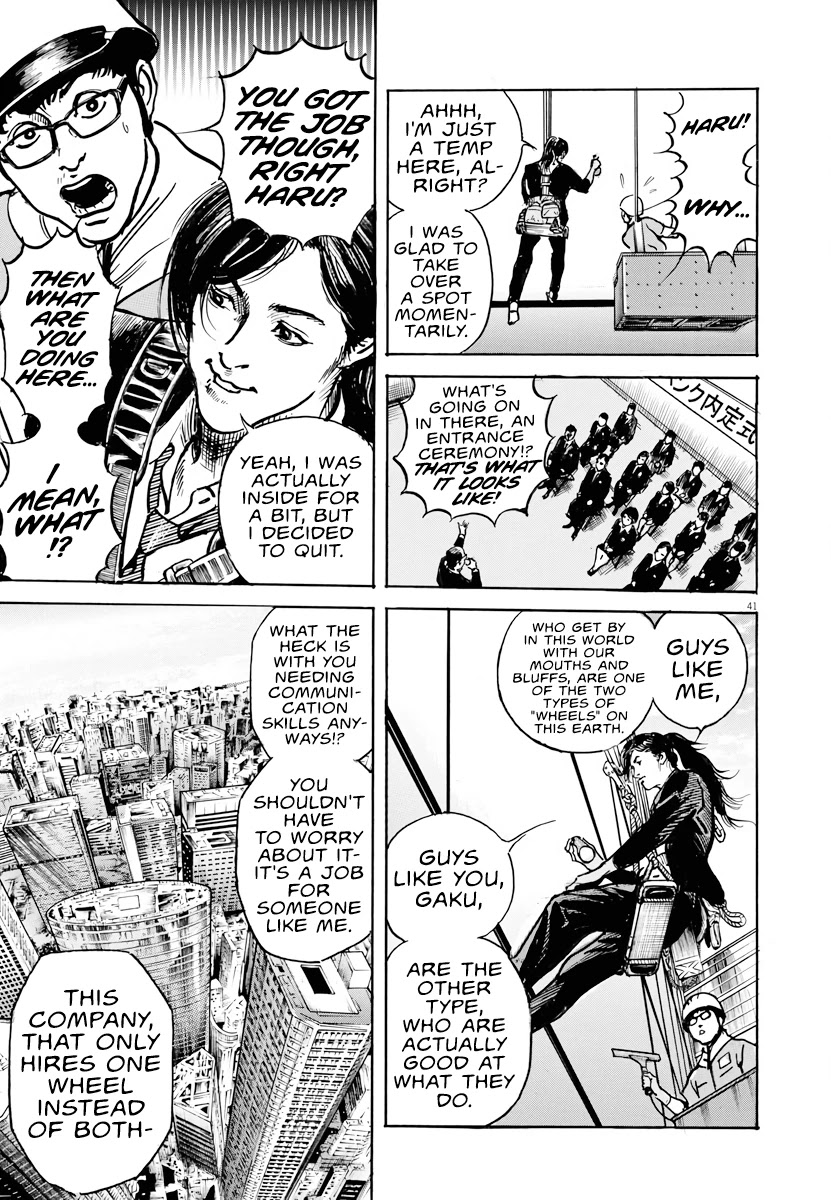 HARU!
WHY...
AHHH,
I'M JUST
A TEMP
HERE, AL-
RIGHT?
I WAS
GLAD TO
TAKE
OVER
A SPOT
MOMEN-
TARILY.
WHAT'S
GOING ON
IN THERE, AN
ENTRANCE
CEREMONY!?
THAT'S WHAT
IT LOOKS
LIKE!
ンク内定式
YOU GOT
THE JOB
THOUGH,
RIGHT
HARU?
THEN
WHAT
ARE
YOU
DOING
HERE...
I
MEAN,
WHAT
!?
YEAH, I WAS
ACTUALLY
INSIDE FOR
A BIT, BUT
I DECIDED
TO QUIT.
41
GUYS
LIKE
ME,
WHO GET BY
IN THIS WORLD
WITH OUR
MOUTHS AND
BLUFFS, ARE ONE
OF THE TWO
TYPES OF
"WHEELS" ON
THIS EARTH.
GUYS
LIKE YOU,
GAKU,
ARE THE
OTHER
TYPE,
WHO ARE
ACTUALLY
GOOD AT
WHAT THEY
DO.
WHAT THE
HECK IS
WITH YOU
NEEDING
COMMUNI-
CATION
SKILLS ANY-
WAYS!?
YOU
SHOULDN'T
HAVE
TO WORRY
ABOUT IT-
IT'S A JOB
FOR
SOMEONE
LIKE ME.
THIS
COMPANY,
THAT ONLY
HIRES ONE
WHEEL
INSTEAD
OF BOTH-